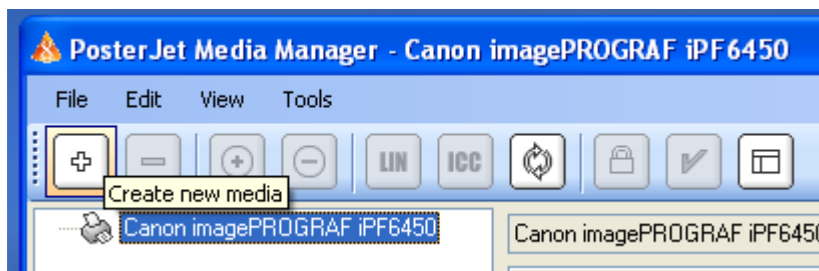 PosterJet Media Manager - Canon imagePROGRAF iPF6450
File Edit View Tools
LIN ICC
Create new media
Canon imagePROGRAF iPF6450
Canon imagePROGRAF iPF6450